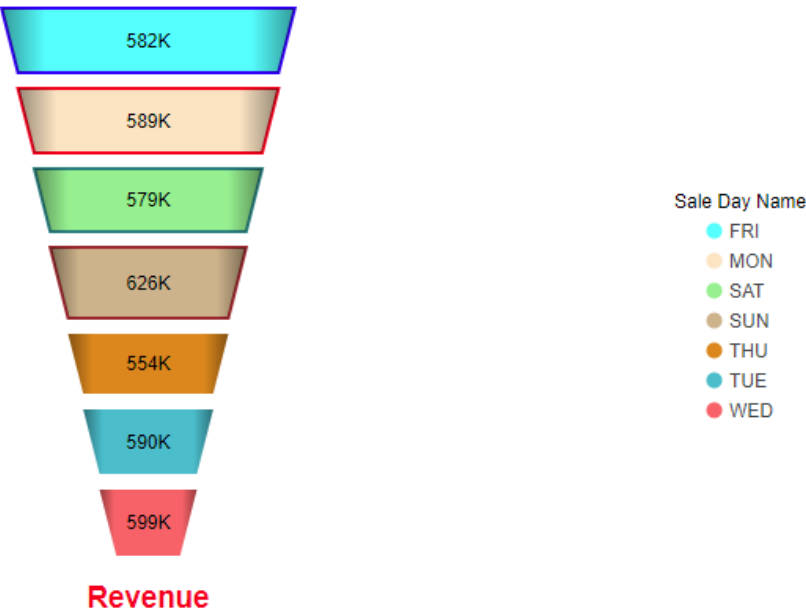 582K
589K
579K
626K
554K
590K
599K
Revenue
Sale Day Name
FRI
MON
SAT
SUN
THU
TUE
WED